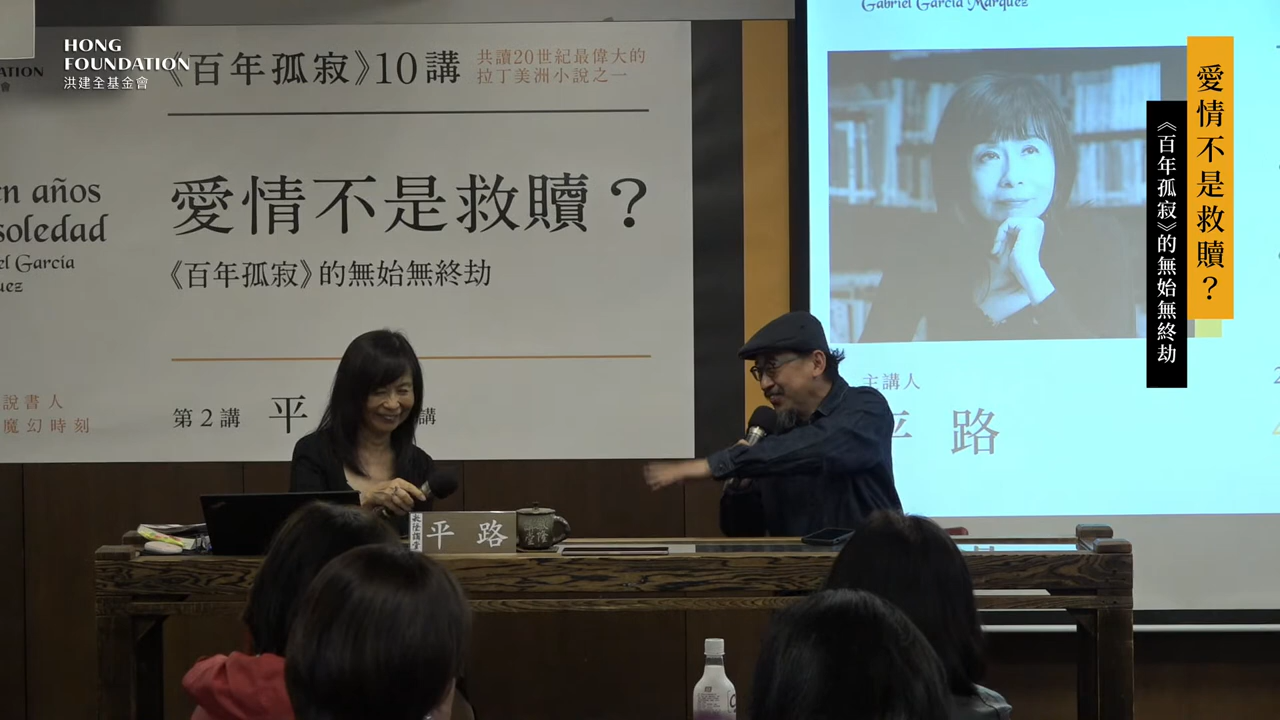 HONG
FOUNDATION
洪建全基金會
《百年孤寂》10講
共讀20世紀最偉大的
拉丁美洲小說之一
愛情不是救贖？
《百年孤寂》的無始無終劫
años
soledad
García
說書人
魔幻時刻
第2講 平
講
Gabriel García Márquez
主講人
平 路
愛情不是救贖？
《百年孤寂》的無始無終劫
平 路